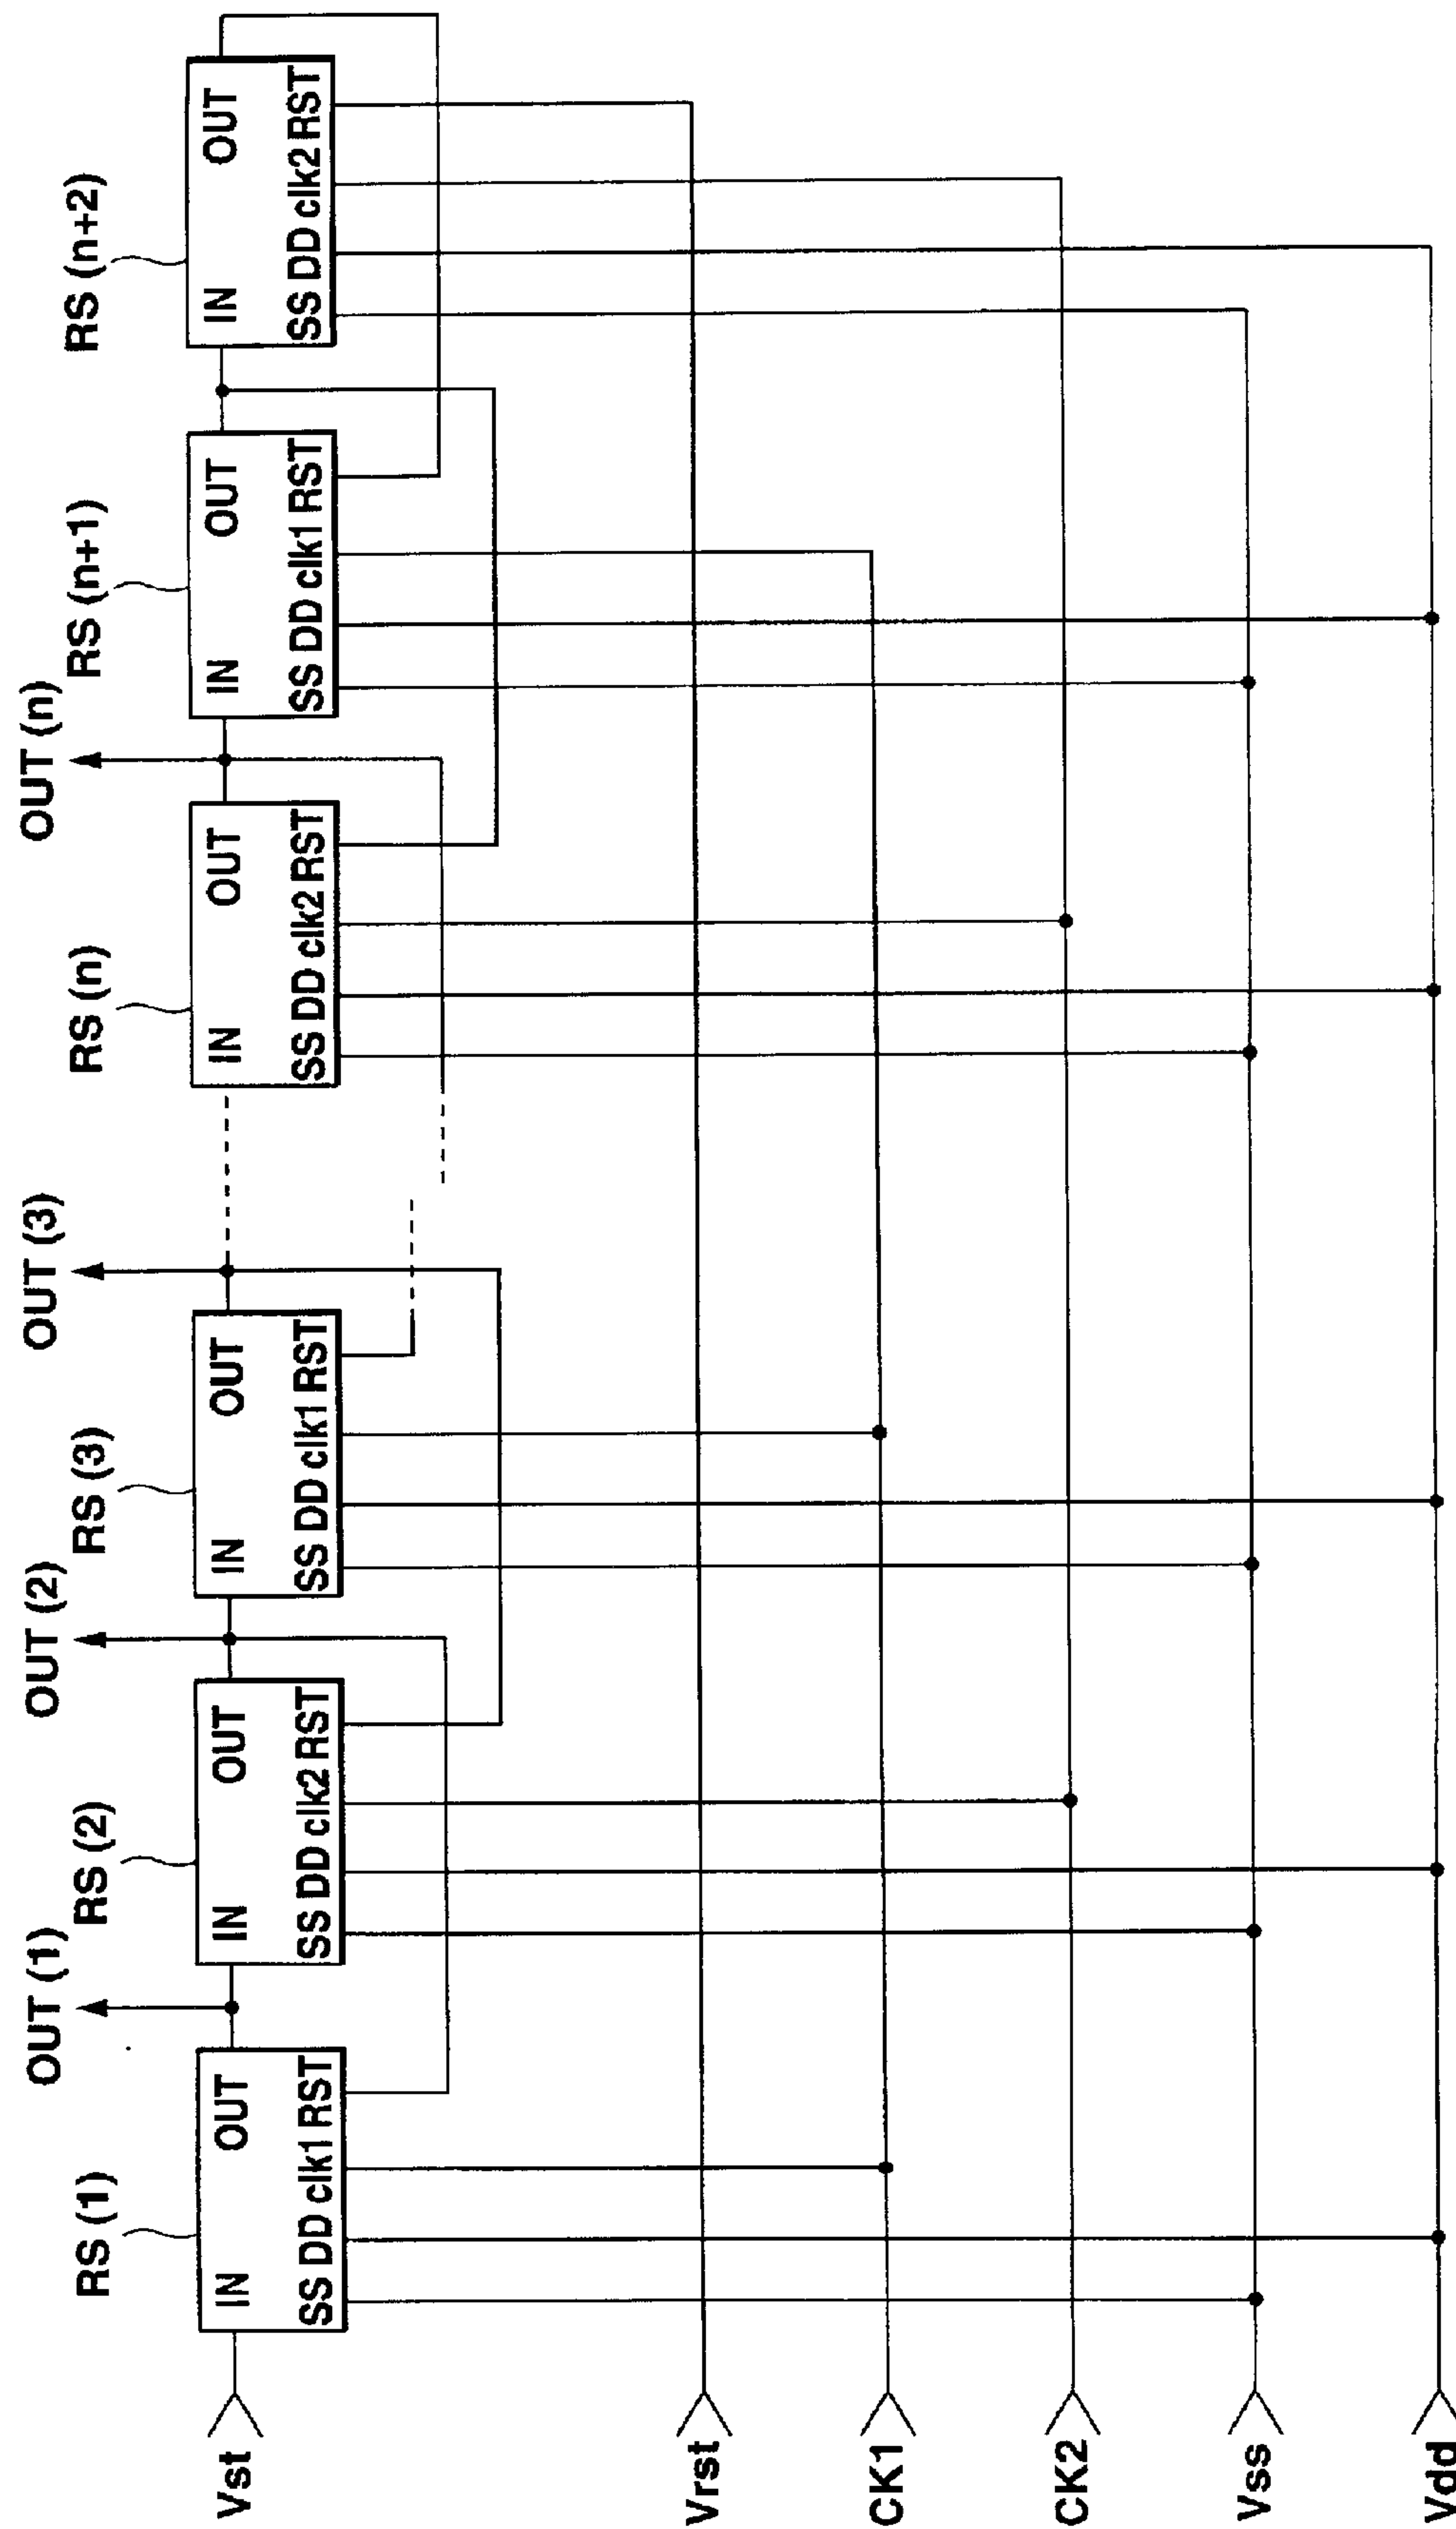 OUT (1)
OUT (2)
OUT (3)
OUT (n)
RS (1)
RS (2)
RS (3)
RS (n)
RS (n+1)
RS (n+2)
IN OUT
SS DD clk1 RST
IN OUT
SS DD clk2 RST
IN OUT
SS DD clk1 RST
IN OUT
SS DD clk2 RST
IN OUT
SS DD clk1 RST
IN OUT
SS DD clk2 RST
Vst
Vrst
CK1
CK2
Vss
Vdd